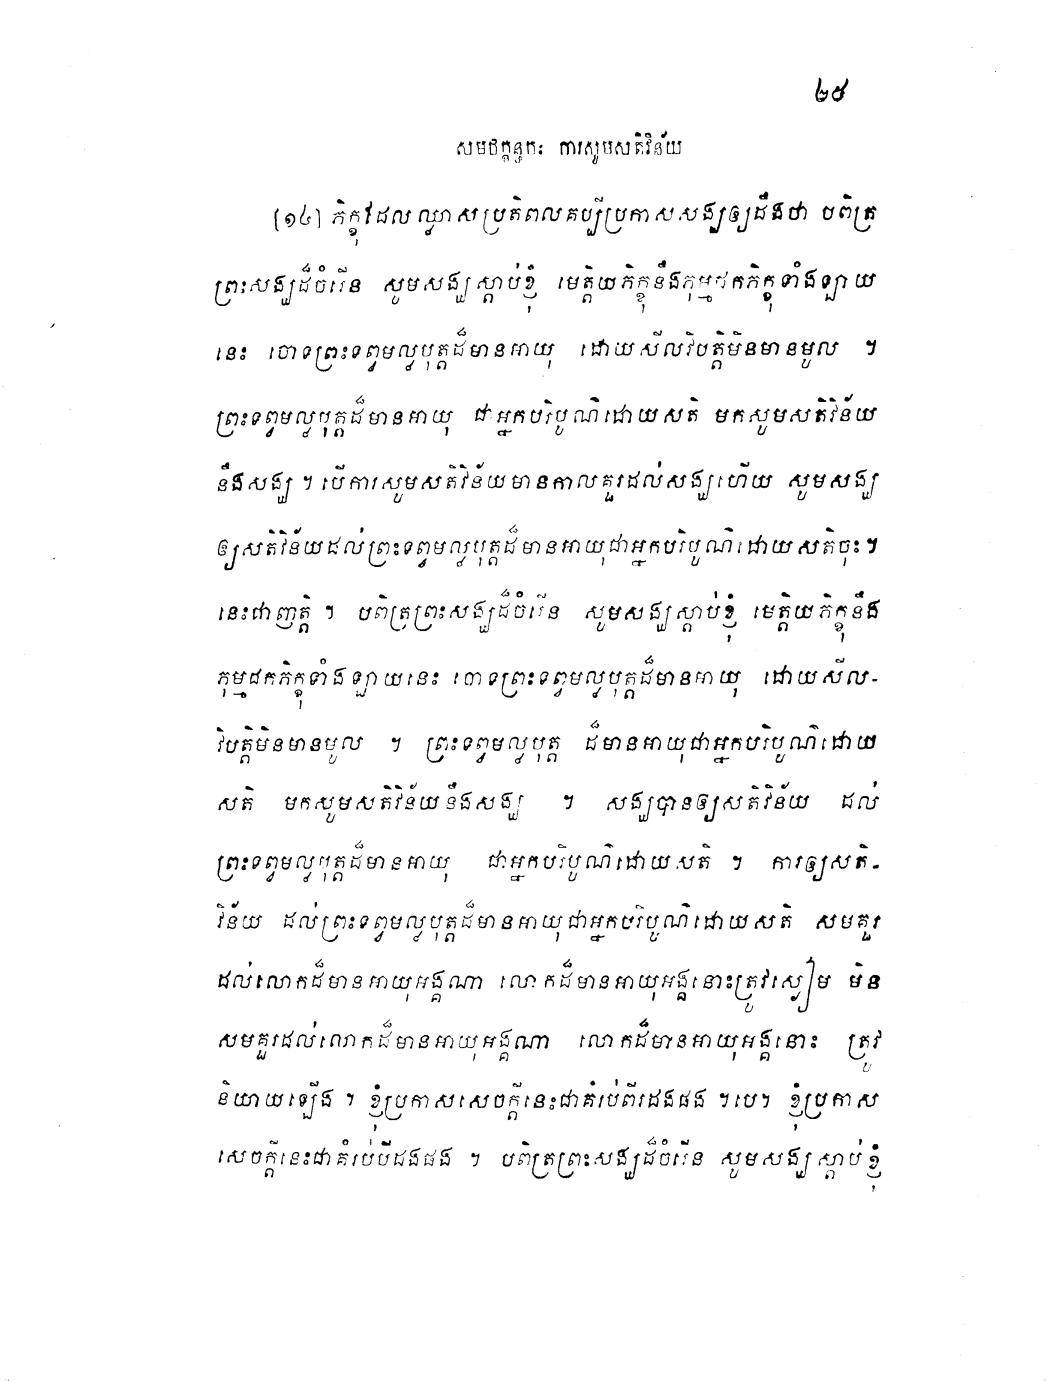 ២៩
សមថក្ខន្ធកៈ ការសូមសតិវិន័យ
[១៤] ភិក្ខុដែលឈ្លាសប្រតិពលគប្បីប្រកាសសង្ឃឲ្យដឹងថា បពិត្រ
ព្រះសង្ឃដ៏ចំរើន សូមសង្ឃស្តាប់ខ្ញុំ មេត្តិយភិក្ខុនឹងភុម្មជកភិក្ខុទាំងឡាយ
នេះ ចោទព្រះទព្វមល្លបុត្តដ៏មានអាយុ ដោយសីលវិបត្តិមិនមានមូល ។
ព្រះទព្វមល្លបុត្តដ៏មានអាយុ ជាអ្នកបរិបូណ៌ដោយសតិ មកសូមសតិវិន័យ
នឹងសង្ឃ ។ បើការសូមសតិវិន័យមានកាលគួរដល់សង្ឃហើយ សូមសង្ឃ
ឲ្យសតិវិន័យដល់ព្រះទព្វមល្លបុត្តដ៏មានអាយុជាអ្នកបរិបូណ៌ដោយសតិចុះ។
នេះជាញត្តិ ។ បពិត្រព្រះសង្ឃដ៏ចំរើន សូមសង្ឃស្តាប់ខ្ញុំ មេត្តិយភិក្ខុនឹង
ភុម្មជកភិក្ខុទាំងឡាយនេះ ចោទព្រះទព្វមល្លបុត្តដ៏មានអាយុ ដោយសីល-
វិបត្តិមិនមានមូល ។ ព្រះទព្វមល្លបុត្ត ដ៏មានអាយុជាអ្នកបរិបូណ៌ដោយ
សតិ មកសូមសតិវិន័យនឹងសង្ឃ ។ សង្ឃបានឲ្យសតិវិន័យ ដល់
ព្រះទព្វមល្លបុត្តដ៏មានអាយុ ជាអ្នកបរិបូណ៌ដោយសតិ ។ ការឲ្យសតិ-
វិន័យ ដល់ព្រះទព្វមល្លបុត្តដ៏មានអាយុជាអ្នកបរិបូណ៌ដោយសតិ សមគួរ
ដល់លោកដ៏មានអាយុអង្គណា លោកដ៏មានអាយុអង្គនោះត្រូវស្ងៀម មិន
សមគួរដល់លោកដ៏មានអាយុអង្គណា លោកដ៏មានអាយុអង្គនោះ ត្រូវ
និយាយឡើង ។ ខ្ញុំប្រកាសសេចក្តីនេះជាគំរប់ពីរដងផង ។បេ។ ខ្ញុំប្រកាស
សេចក្តីនេះជាគំរប់បីដងផង ។ បពិត្រព្រះសង្ឃដ៏ចំរើន សូមសង្ឃស្តាប់ខ្ញុំ